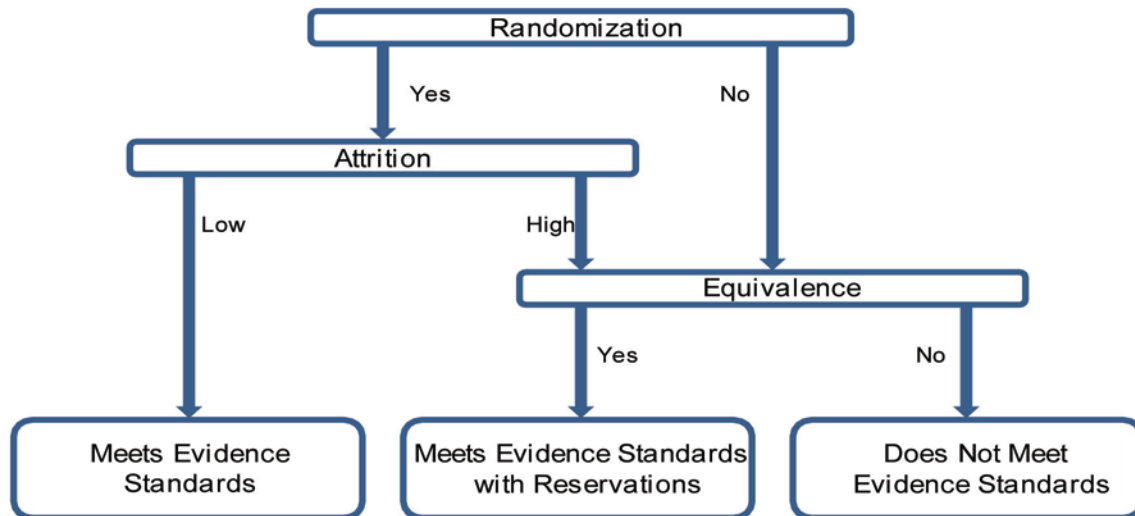 Randomization
Yes
No
Attrition
Low
High
Equivalence
Yes
No
Meets Evidence
Standards
Meets Evidence Standards
with Reservations
Does Not Meet
Evidence Standards